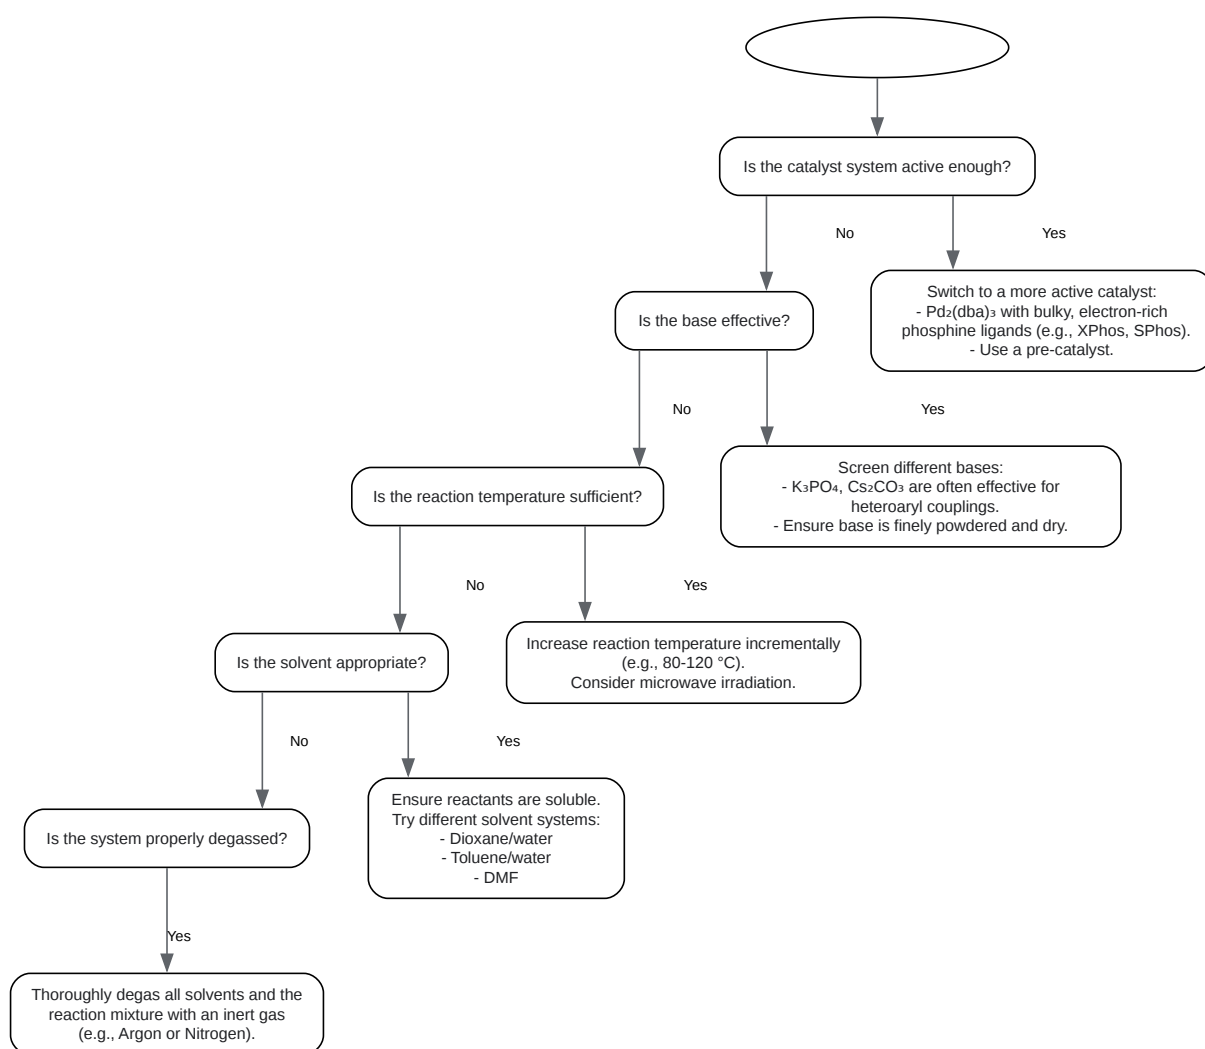 Is the catalyst system active enough?
No
Yes
Switch to a more active catalyst:
- Pd₂(dba)₃ with bulky, electron-rich
phosphine ligands (e.g., XPhos, SPhos).
- Use a pre-catalyst.
Is the base effective?
No
Yes
Screen different bases:
- K₃PO₄, Cs₂CO₃ are often effective for
heteroaryl couplings.
- Ensure base is finely powdered and dry.
Is the reaction temperature sufficient?
No
Yes
Increase reaction temperature incrementally
(e.g., 80-120 °C).
Consider microwave irradiation.
Is the solvent appropriate?
No
Yes
Ensure reactants are soluble.
Try different solvent systems:
- Dioxane/water
- Toluene/water
- DMF
Is the system properly degassed?
Yes
Thoroughly degas all solvents and the
reaction mixture with an inert gas
(e.g., Argon or Nitrogen).